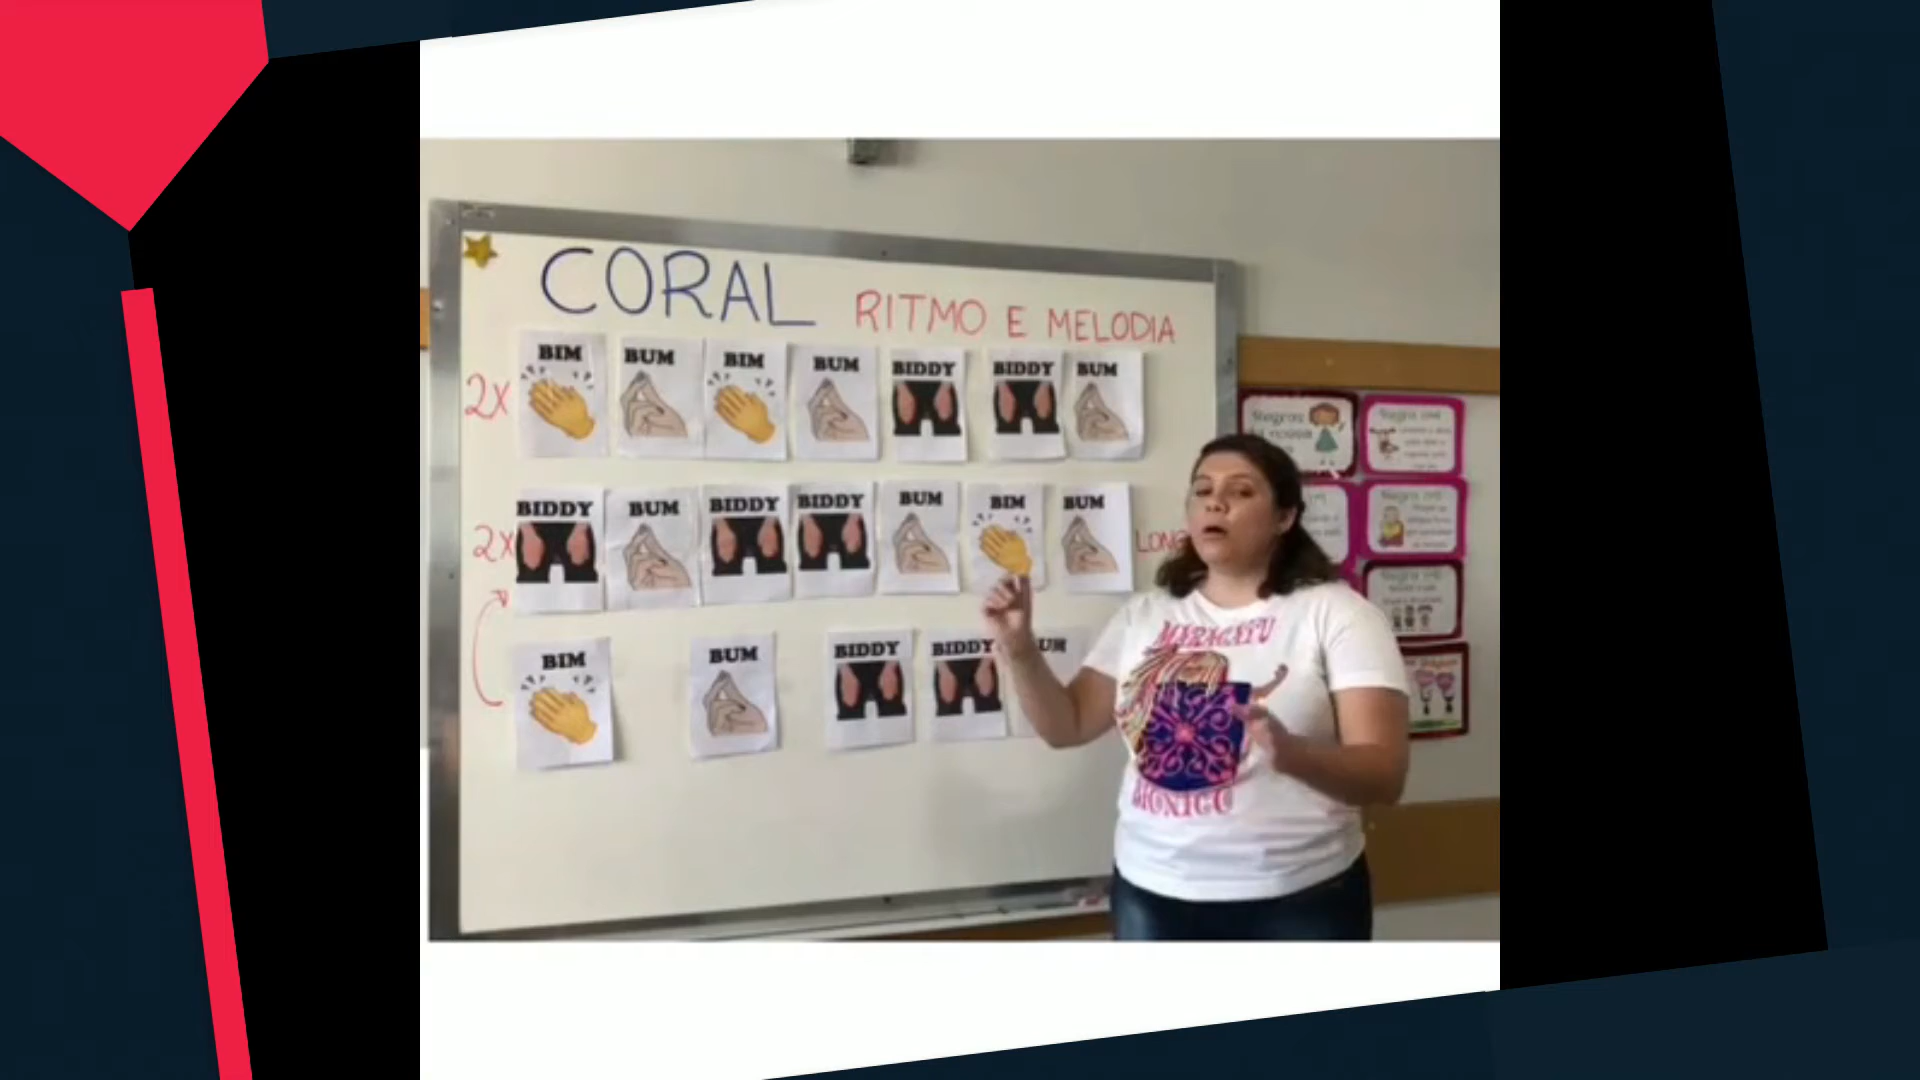 CORAL RITMO E MELODIA
2X BIM BUM BIM BUM BIDDY BIDDY BUM
2X BIDDY BUM BIDDY BIDDY BUM BIM BUM
BIM BUM BIDDY BIDDY
MARACATU
Regras